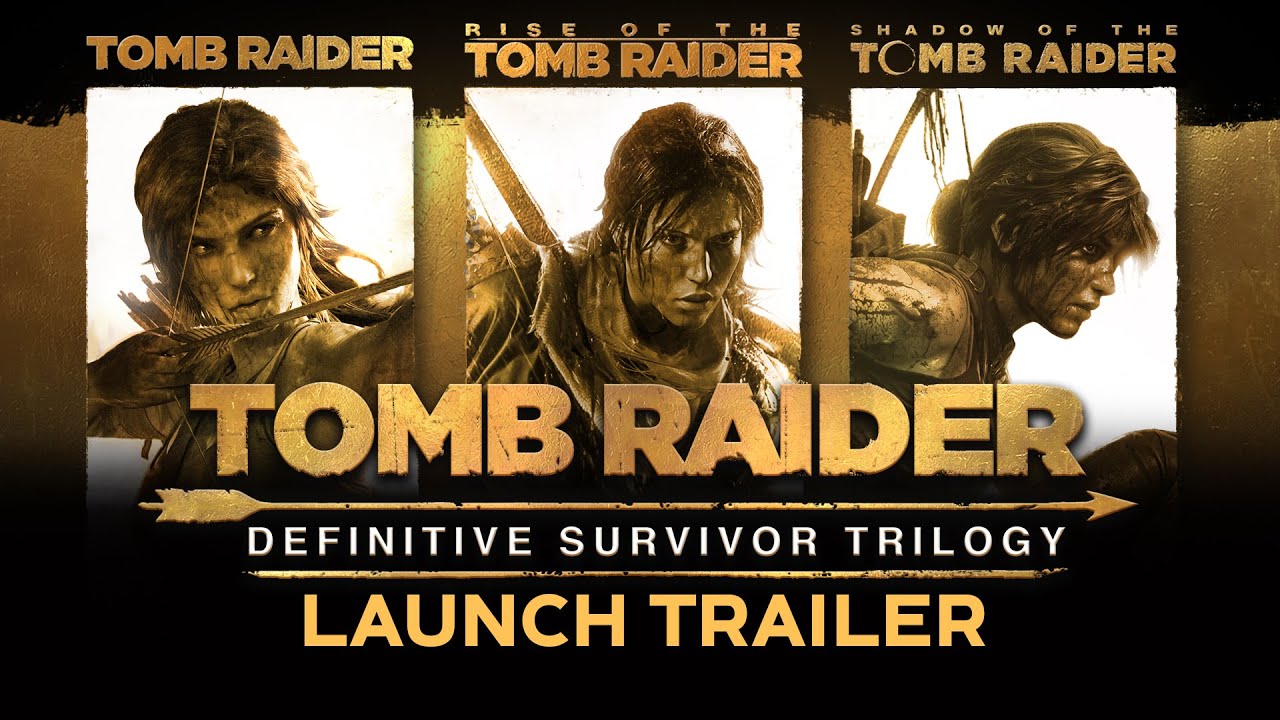 TOMB RAIDER
RISE OF THE
TOMB RAIDER
SHADOW OF THE
TOMB RAIDER
TOMB RAIDER
DEFINITIVE SURVIVOR TRILOGY
LAUNCH TRAILER